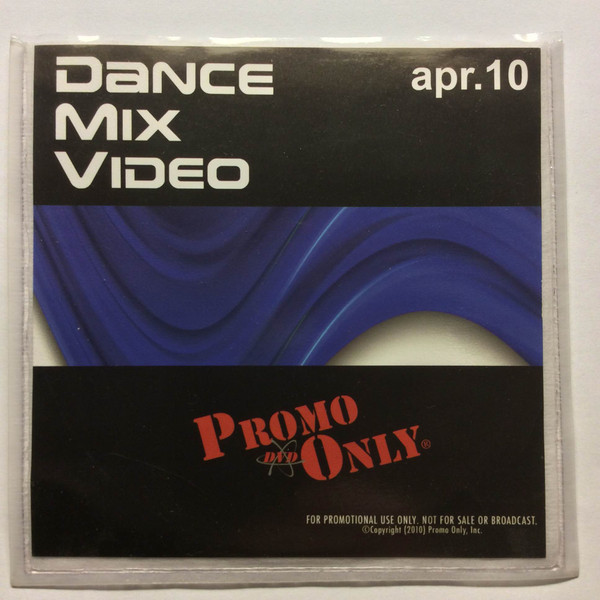 Dance
apr.10
Mix
Video
PROMO
DVD
ONLY®
FOR PROMOTIONAL USE ONLY. NOT FOR SALE OR BROADCAST.
©Copyright (2010) Promo Only, Inc.